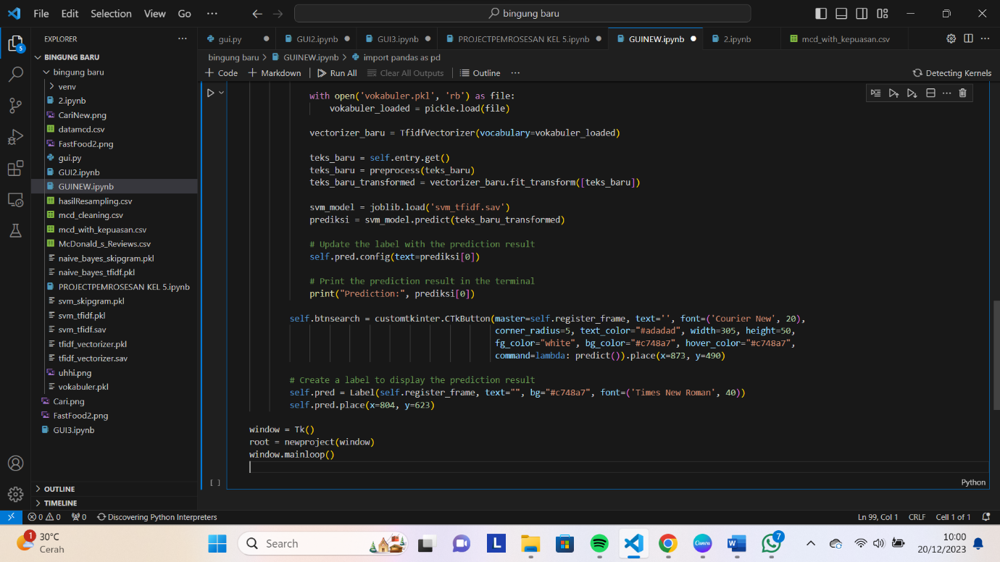 File Edit Selection View Go ··· bingung baru
EXPLORER ···
gui.py GUI2.ipynb GUI3.ipynb PROJECTPEMROSESAN KEL 5.ipynb GUINEW.ipynb 2.ipynb mcd_with_kepuasan.csv ···
BINGUNG BARU
bingung baru
venv
2.ipynb
CariNew.png
datamcd.csv
FastFood2.png
gui.py
GUI2.ipynb
GUINEW.ipynb
hasilResampling.csv
mcd_cleaning.csv
mcd_with_kepuasan.csv
McDonald_s_Reviews.csv
naive_bayes_skipgram.pkl
naive_bayes_tfidf.pkl
PROJECTPEMROSESAN KEL 5.ipynb
svm_skipgram.pkl
svm_tfidf.pkl
svm_tfidf.sav
tfidf_vectorizer.pkl
tfidf_vectorizer.sav
uhhi.png
vokabuler.pkl
Cari.png
FastFood2.png
GUI3.ipynb
OUTLINE
TIMELINE
5
bingung baru > GUINEW.ipynb > import pandas as pd
+ Code + Markdown Run All Clear All Outputs Outline ··· Detecting Kernels
with open('vokabuler.pkl', 'rb') as file:
vokabuler_loaded = pickle.load(file)
vectorizer_baru = TfidfVectorizer(vocabulary=vokabuler_loaded)
teks_baru = self.entry.get()
teks_baru = preprocess(teks_baru)
teks_baru_transformed = vectorizer_baru.fit_transform([teks_baru])
svm_model = joblib.load('svm_tfidf.sav')
prediksi = svm_model.predict(teks_baru_transformed)
# Update the label with the prediction result
self.pred.config(text=prediksi[0])
# Print the prediction result in the terminal
print("Prediction:", prediksi[0])
self.btnsearch = customtkinter.CTkButton(master=self.register_frame, text='', font=('Courier New', 20),
corner_radius=5, text_color="#adadad", width=305, height=50,
fg_color="white", bg_color="#c748a7", hover_color="#c748a7",
command=lambda: predict()).place(x=873, y=490)
# Create a label to display the prediction result
self.pred = Label(self.register_frame, text="", bg="#c748a7", font=('Times New Roman', 40))
self.pred.place(x=804, y=623)
window = Tk()
root = newproject(window)
window.mainloop()
[ ] Python
0 0 0 Discovering Python Interpreters Ln 99, Col 1 CRLF Cell 1 of 1
1 30°C
Cerah
Search
L
Canva
W
7
10:00
20/12/2023